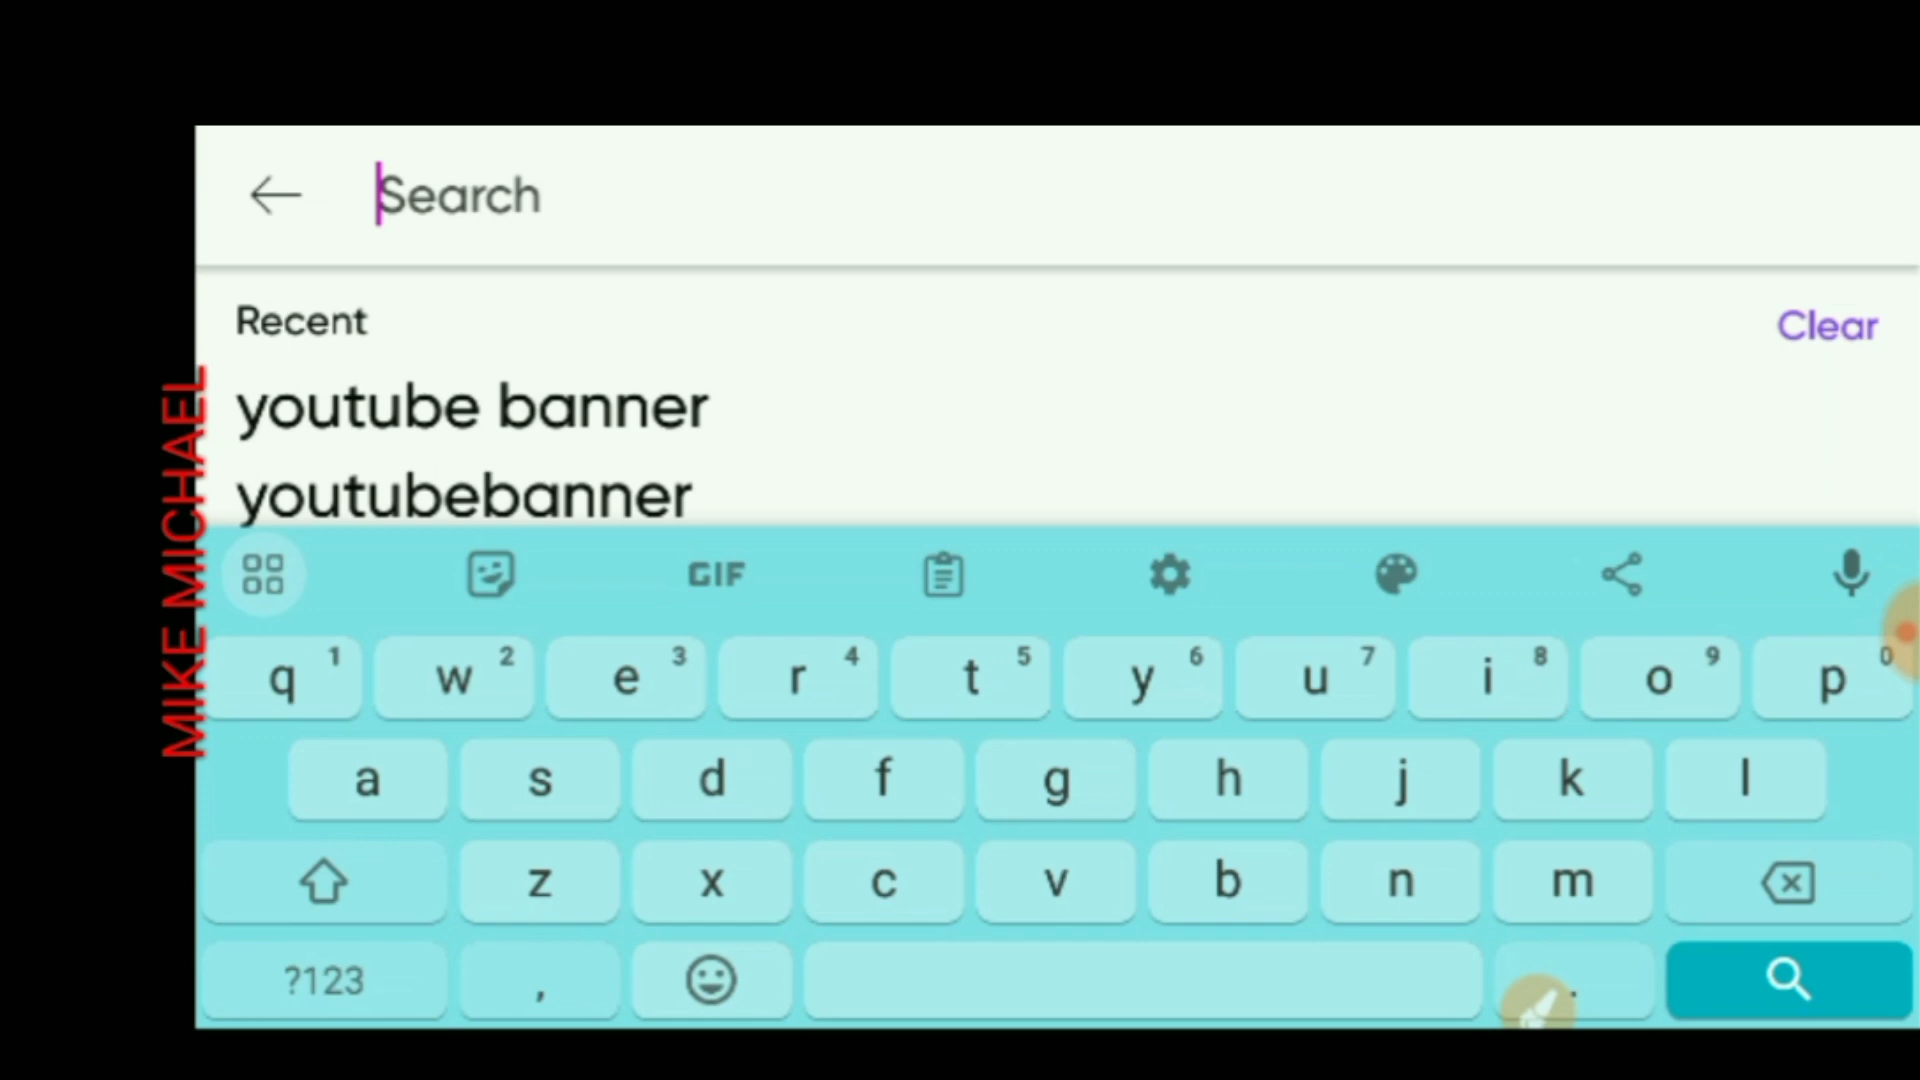 Search
Recent
Clear
youtube banner
youtubebanner
MIKE MICHAEL
GIF
q 1 w 2 e 3 r 4 t 5 y 6 u 7 i 8 o 9 p 0
a s d f g h j k l
z x c v b n m
?123 , .